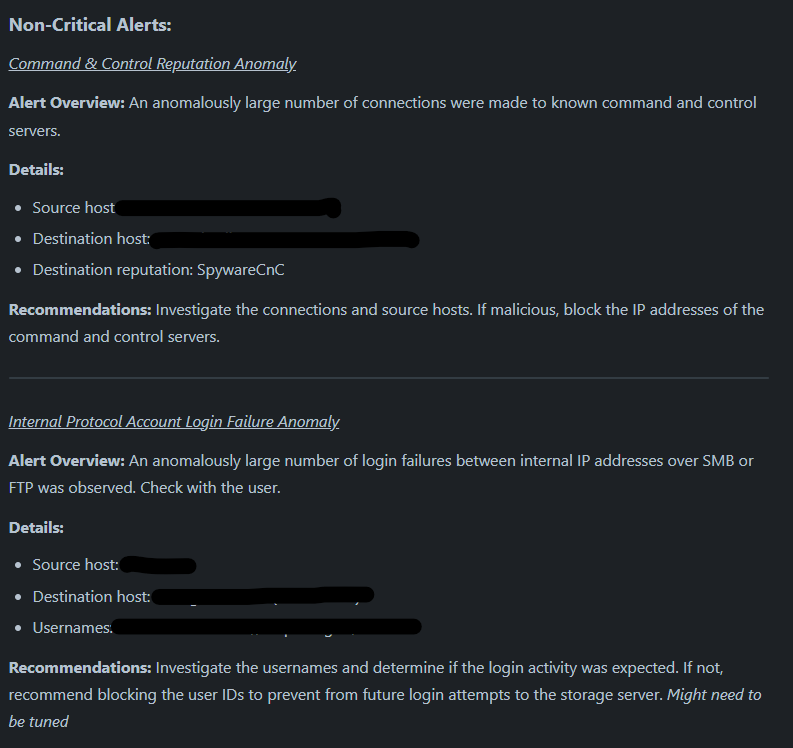 Non-Critical Alerts:
Command & Control Reputation Anomaly
Alert Overview: An anomalously large number of connections were made to known command and control
servers.
Details:
• Source host
• Destination host:
• Destination reputation: SpywareCnC
Recommendations: Investigate the connections and source hosts. If malicious, block the IP addresses of the
command and control servers.
Internal Protocol Account Login Failure Anomaly
Alert Overview: An anomalously large number of login failures between internal IP addresses over SMB or
FTP was observed. Check with the user.
Details:
• Source host:
• Destination host:
• Usernames:
Recommendations: Investigate the usernames and determine if the login activity was expected. If not,
recommend blocking the user IDs to prevent from future login attempts to the storage server. Might need to
be tuned